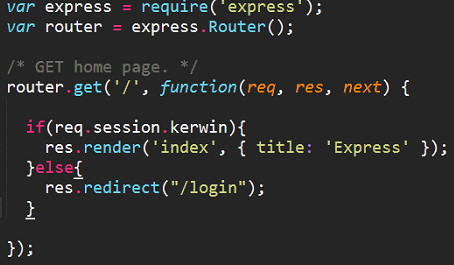 var express = require('express');
var router = express.Router();
/* GET home page. */
router.get('/', function(req, res, next) {
if(req.session.kerwin){
res.render('index', { title: 'Express' });
}else{
res.redirect("/login");
}
});